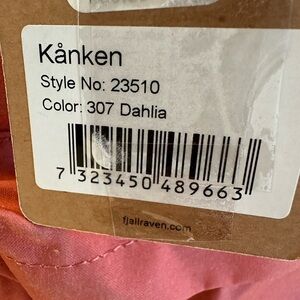 Kånken
Style No: 23510
Color: 307 Dahlia
7 323450 489663
fjallraven.com